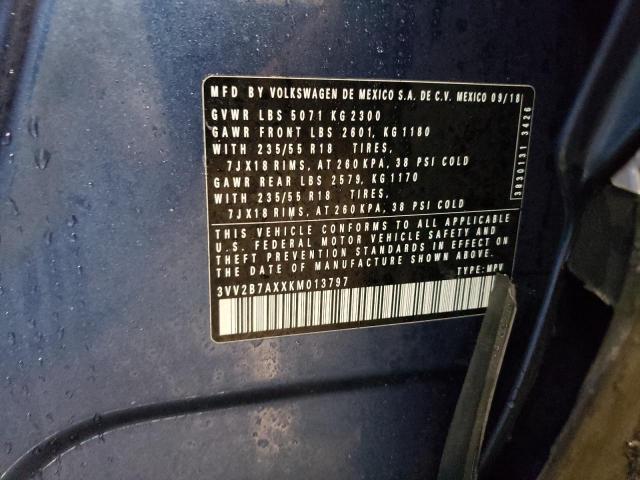 MFD BY VOLKSWAGEN DE MEXICO S.A. DE C.V. MEXICO 09/18
GVWR LBS 5071 KG 2300
GAWR FRONT LBS 2601, KG1180
WITH 235/55 R18 TIRES,
7JX18 RIMS, AT 260 KPA, 38 PSI COLD
GAWR REAR LBS 2579, KG 1170
WITH 235/55 R18 TIRES,
7JX18 RIMS, AT 260 KPA, 38 PSI COLD
THIS VEHICLE CONFORMS TO ALL APPLICABLE
U.S. FEDERAL MOTOR VEHICLE SAFETY AND
THEFT PREVENTION STANDARDS IN EFFECT ON
THE DATE OF MANUFACTURE SHOWN ABOVE.
3VV2B7AXXKM013797 TYPE: MPV
3030131 3426